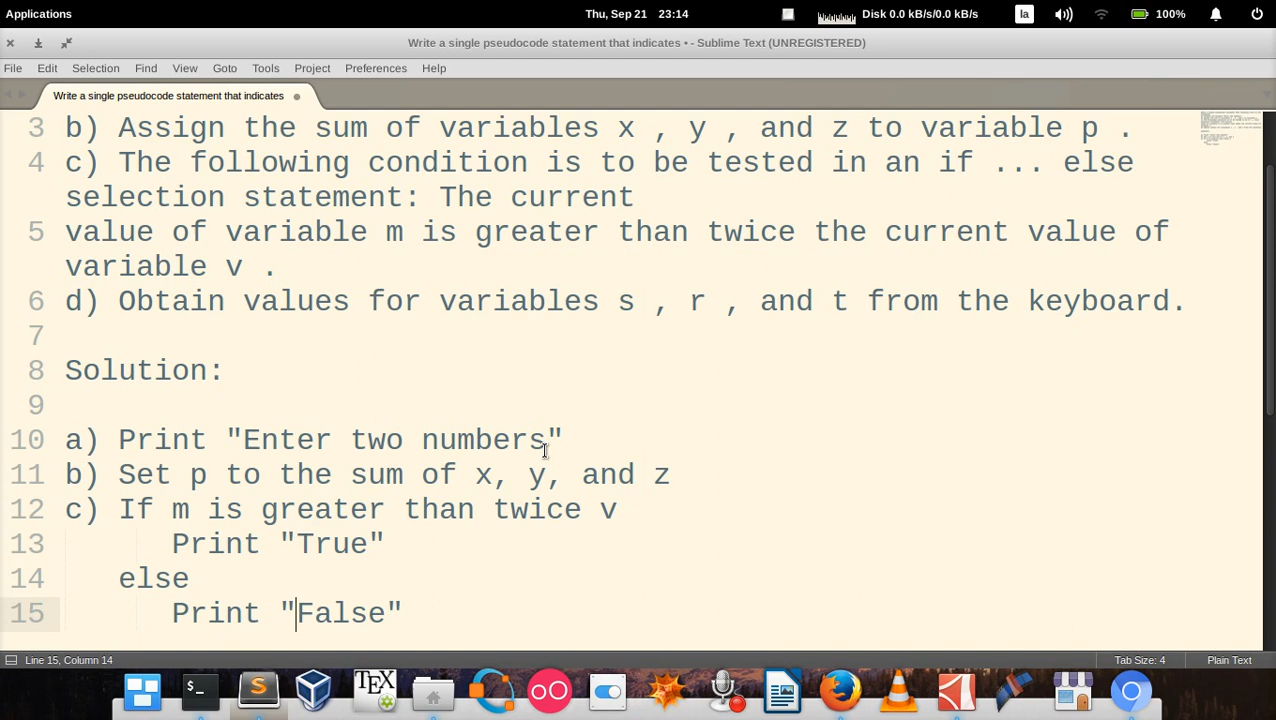 Applications
Thu, Sep 21 23:14
Disk 0.0 kB/s/0.0 kB/s
la
100%
Write a single pseudocode statement that indicates • - Sublime Text (UNREGISTERED)
File Edit Selection Find View Goto Tools Project Preferences Help
Write a single pseudocode statement that indicates
3 b) Assign the sum of variables x , y , and z to variable p .
4 c) The following condition is to be tested in an if ... else
selection statement: The current
5 value of variable m is greater than twice the current value of
variable v .
6 d) Obtain values for variables s , r , and t from the keyboard.
7
8 Solution:
9
10 a) Print "Enter two numbers"
11 b) Set p to the sum of x, y, and z
12 c) If m is greater than twice v
13 Print "True"
14 else
15 Print "False"
Line 15, Column 14
Tab Size: 4
Plain Text
>_
S
TEX